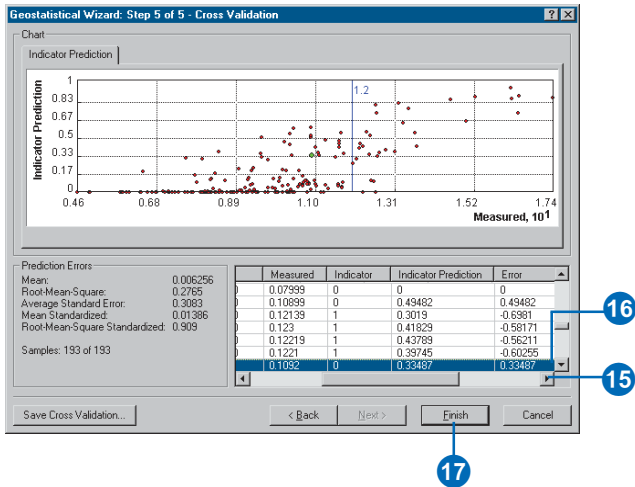 Geostatistical Wizard: Step 5 of 5 - Cross Validation
Chart
Indicator Prediction
Indicator Prediction
1
0.83
0.67
0.5
0.33
0.17
0
1.2
0.46 0.68 0.89 1.10 1.31 1.52 1.74
Measured, 10¹
Prediction Errors
Mean: 0.006256
Root-Mean-Square: 0.2765
Average Standard Error: 0.3083
Mean Standardized: 0.01386
Root-Mean-Square Standardized: 0.909
Samples: 193 of 193
Measured Indicator Indicator Prediction Error
0.07999 0 0 0
0.10899 0 0.49482 0.49482
0.12139 1 0.3019 -0.6981
0.123 1 0.41829 -0.58171
0.12219 1 0.43789 -0.56211
0.1221 1 0.39745 -0.60255
0.1092 0 0.33487 0.33487
16
15
Save Cross Validation...
< Back
Next >
Finish
Cancel
17